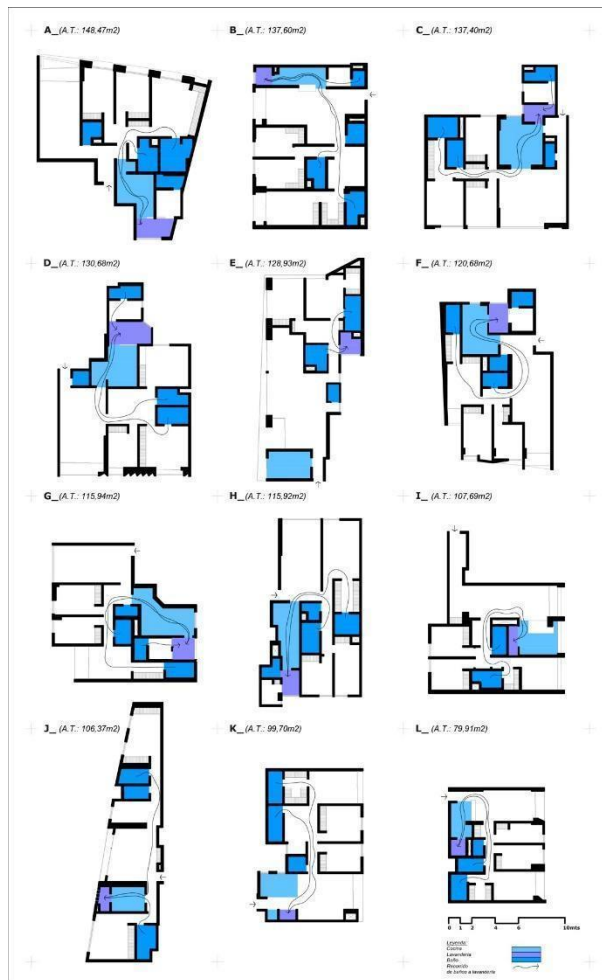 A_ (A.T.: 148,47m2)
B_ (A.T.: 137,60m2)
C_ (A.T.: 137,40m2)
D_ (A.T.: 130,68m2)
E_ (A.T.: 128,93m2)
F_ (A.T.: 120,68m2)
G_ (A.T.: 115,94m2)
H_ (A.T.: 115,92m2)
I_ (A.T.: 107,69m2)
J_ (A.T.: 106,37m2)
K_ (A.T.: 99,70m2)
L_ (A.T.: 79,91m2)
0 1 2 4 6 10mts
Leyenda:
Cocina
Lavandería
Baño
Recorrido
de baños a lavandería